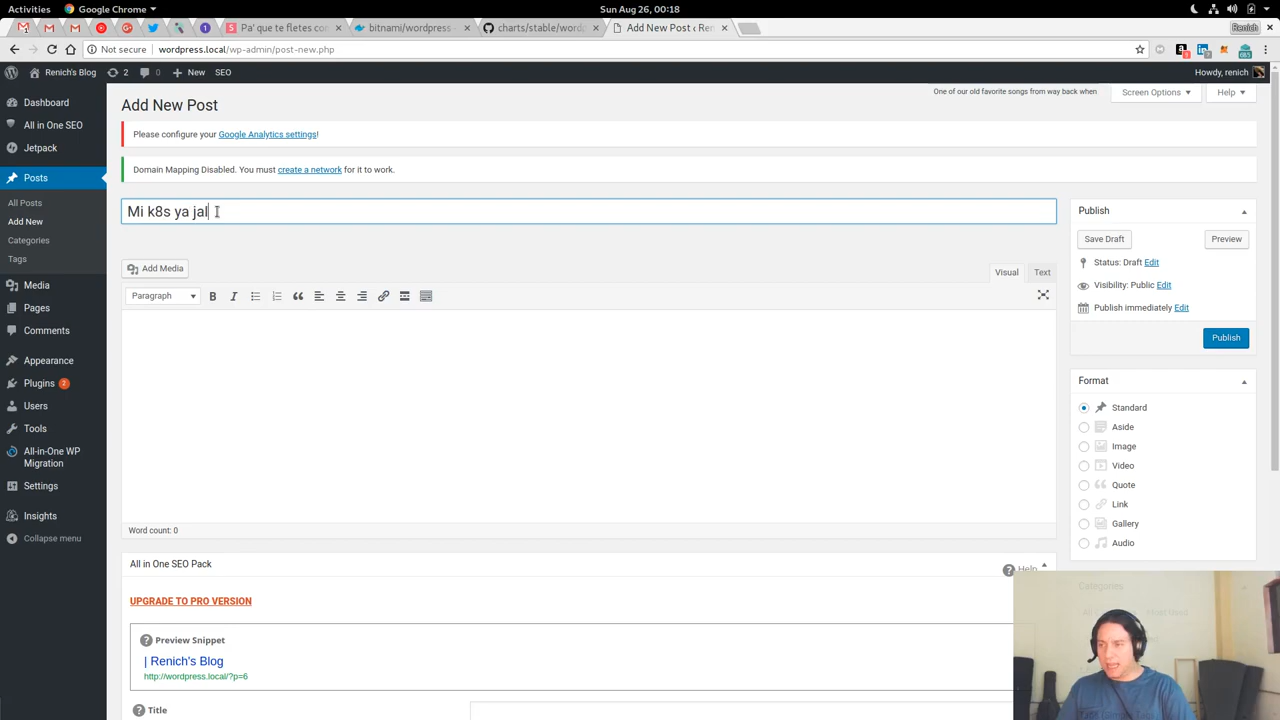 Activities
Google Chrome
Sun Aug 26, 00:18
Pa' que te fletes con
bitnami/wordpress -
charts/stable/word
Add New Post ‹ Ren
Renich
Not secure
wordpress.local/wp-admin/post-new.php
Renich's Blog
2
New
SEO
Howdy, renich
One of our old favorite songs from way back when
Screen Options
Help
Dashboard
All in One SEO
Jetpack
Posts
All Posts
Add New
Categories
Tags
Media
Pages
Comments
Appearance
Plugins 2
Users
Tools
All-in-One WP
Migration
Settings
Insights
Collapse menu
Add New Post
Please configure your Google Analytics settings!
Domain Mapping Disabled. You must create a network for it to work.
Mi k8s ya jal
Add Media
Visual
Text
Paragraph
Word count: 0
All in One SEO Pack
Help
UPGRADE TO PRO VERSION
Preview Snippet
| Renich's Blog
http://wordpress.local/?p=6
Title
Publish
Save Draft
Preview
Status: Draft Edit
Visibility: Public Edit
Publish immediately Edit
Publish
Format
Standard
Aside
Image
Video
Quote
Link
Gallery
Audio
Categories